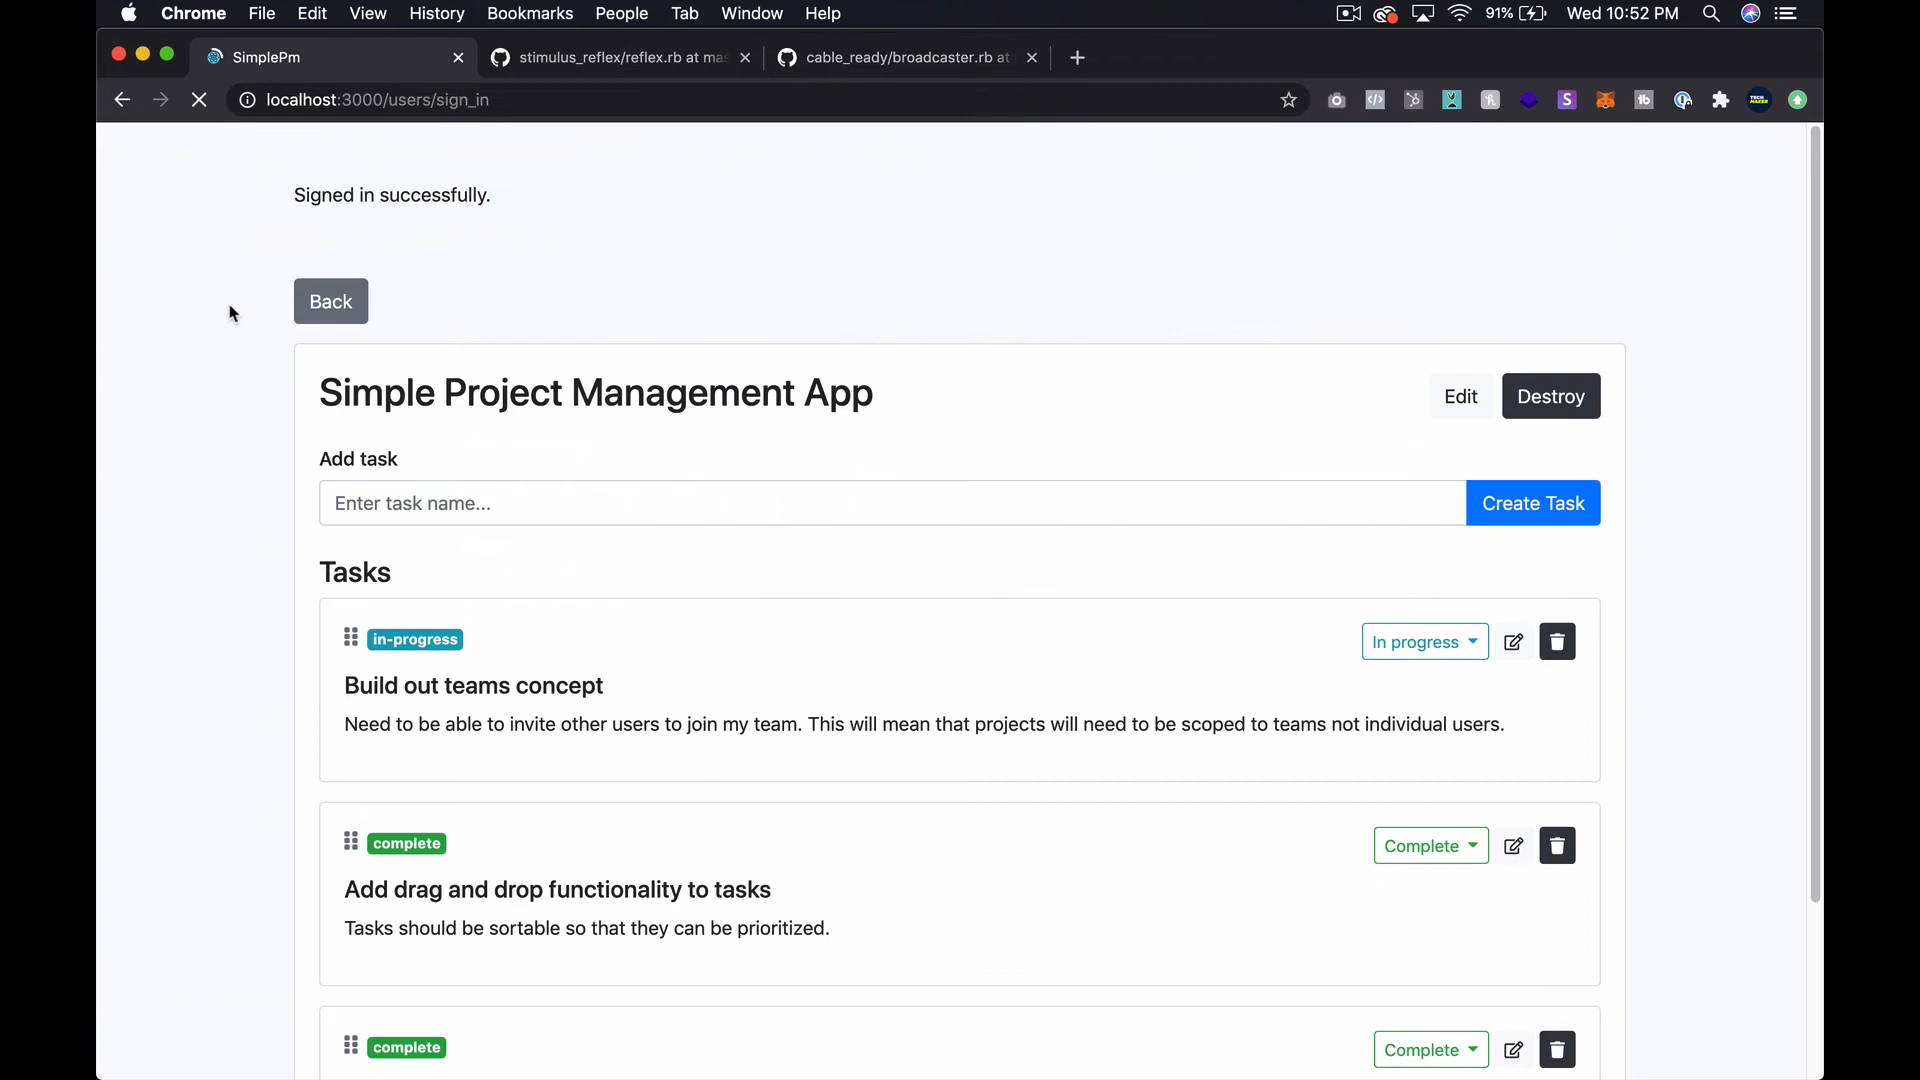 Chrome File Edit View History Bookmarks People Tab Window Help 91% Wed 10:52 PM
SimplePm stimulus_reflex/reflex.rb at mas cable_ready/broadcaster.rb at
localhost:3000/users/sign_in
Signed in successfully.
Back
Simple Project Management App Edit Destroy
Add task
Enter task name... Create Task
Tasks
in-progress In progress
Build out teams concept
Need to be able to invite other users to join my team. This will mean that projects will need to be scoped to teams not individual users.
complete Complete
Add drag and drop functionality to tasks
Tasks should be sortable so that they can be prioritized.
complete Complete